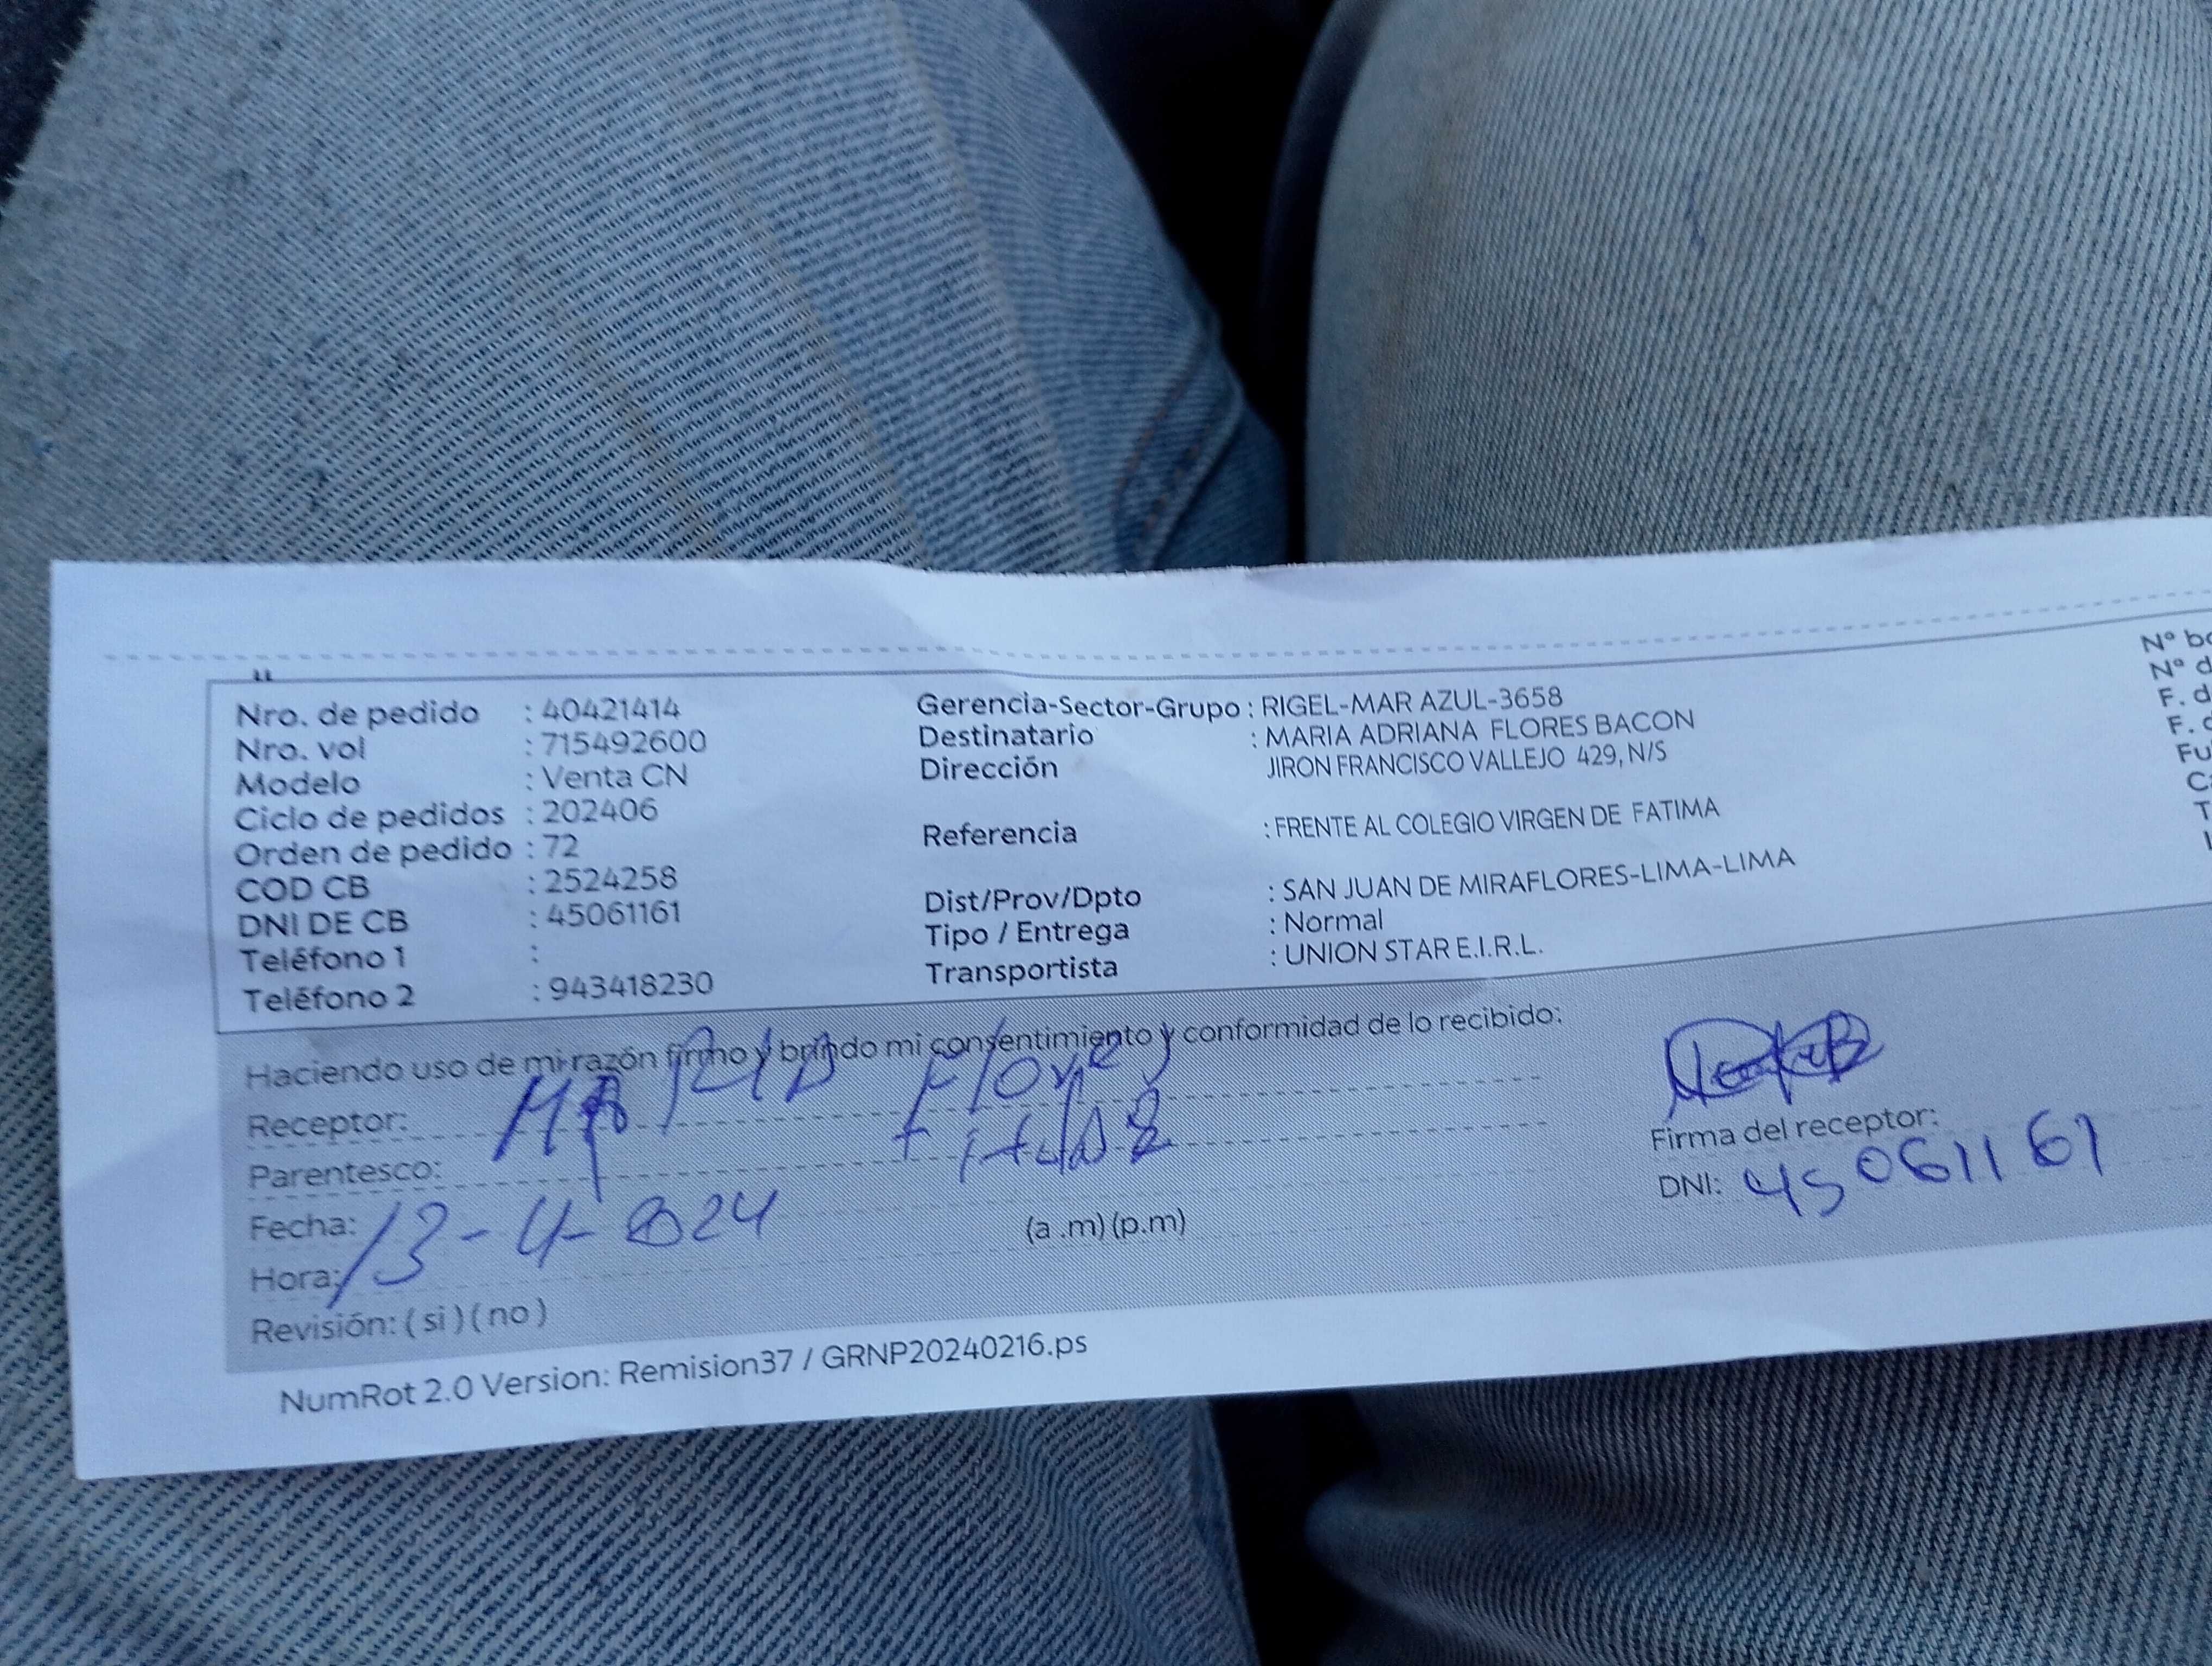 Nro. de pedido : 40421414
Nro. vol : 715492600
Modelo : Venta CN
Ciclo de pedidos : 202406
Orden de pedido : 72
COD CB : 2524258
DNI DE CB : 45061161
Teléfono 1 :
Teléfono 2 : 943418230
Gerencia-Sector-Grupo : RIGEL-MAR AZUL-3658
Destinatario : MARIA ADRIANA FLORES BACON
Dirección JIRON FRANCISCO VALLEJO 429, N/S
Referencia : FRENTE AL COLEGIO VIRGEN DE FATIMA
Dist/Prov/Dpto : SAN JUAN DE MIRAFLORES-LIMA-LIMA
Tipo / Entrega : Normal
Transportista : UNION STAR E.I.R.L.
Nº
Nº
F.
F.
Haciendo uso de mi razón firmo y brindo mi consentimiento y conformidad de lo recibido:
Receptor: MARIA Flores
Parentesco: titular
Fecha: 13-4-2024
Hora: (a .m) (p.m)
Revisión: ( si ) ( no )
Firma del receptor:
DNI: 45061161
NumRot 2.0 Version: Remision37 / GRNP20240216.ps